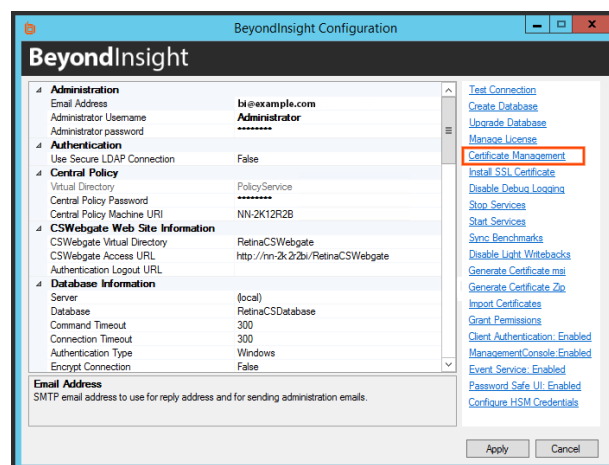 BeyondInsight Configuration
BeyondInsight
Administration
Email Address bi@example.com
Administrator Username Administrator
Administrator password ********
Authentication
Use Secure LDAP Connection False
Central Policy
Virtual Directory PolicyService
Central Policy Password ********
Central Policy Machine URI NN-2K12R2B
CSWebgate Web Site Information
CSWebgate Virtual Directory RetinaCSWebgate
CSWebgate Access URL http://nn-2k2r2bi/RetinaCSWebgate
Authentication Logout URL
Database Information
Server (local)
Database RetinaCSDatabase
Command Timeout 300
Connection Timeout 300
Authentication Type Windows
Encrypt Connection False
Email Address
SMTP email address to use for reply address and for sending administration emails.
Test Connection
Create Database
Upgrade Database
Manage License
Certificate Management
Install SSL Certificate
Disable Debug Logging
Stop Services
Start Services
Sync Benchmarks
Disable Light Writebacks
Generate Certificate msi
Generate Certificate Zip
Import Certificates
Grant Permissions
Client Authentication: Enabled
ManagementConsole:Enabled
Event Service: Enabled
Password Safe UI: Enabled
Configure HSM Credentials
Apply Cancel